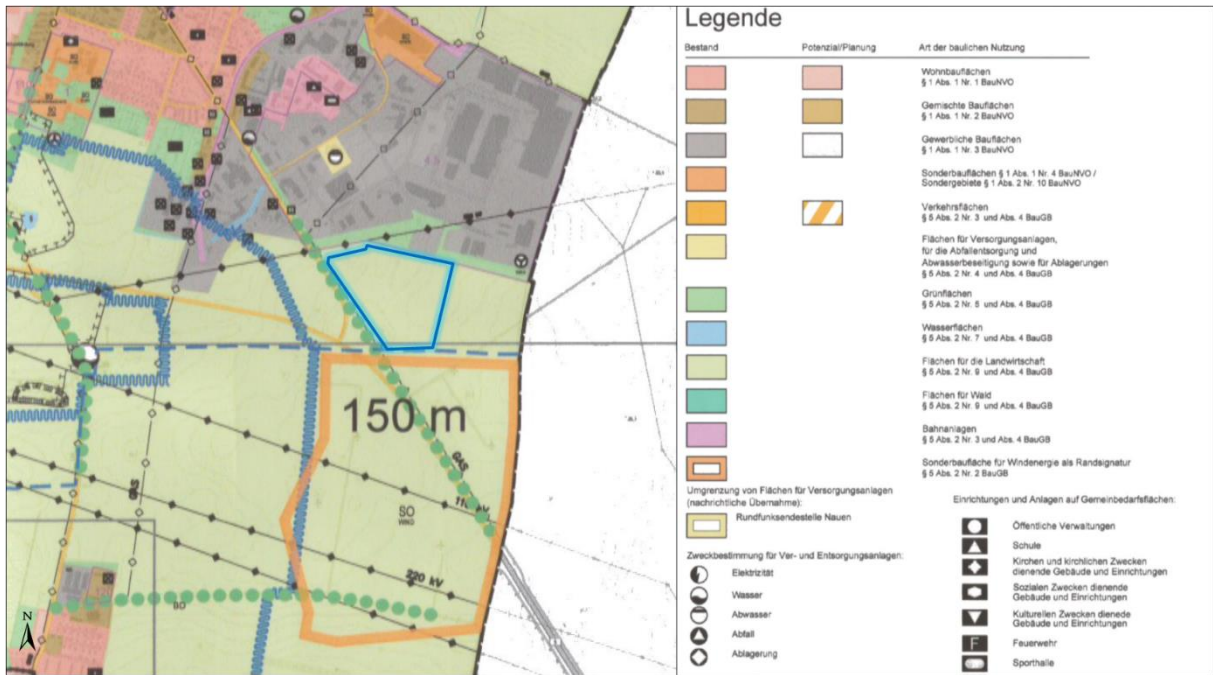 150 m
GAS
GAS
SO
WKG
220 kV
SO
N
Legende
Bestand Potenzial/Planung Art der baulichen Nutzung
Wohnbauflächen
§ 1 Abs. 1 Nr. 1 BauNVO
Gemischte Bauflächen
§ 1 Abs. 1 Nr. 2 BauNVO
Gewerbliche Bauflächen
§ 1 Abs. 1 Nr. 3 BauNVO
Sonderbauflächen § 1 Abs. 1 Nr. 4 BauNVO /
Sondergebiete § 1 Abs. 2 Nr. 10 BauNVO
Verkehrsflächen
§ 5 Abs. 2 Nr. 3 und Abs. 4 BauGB
Flächen für Versorgungsanlagen,
für die Abfallentsorgung und
Abwasserbeseitigung sowie für Ablagerungen
§ 5 Abs. 2 Nr. 4 und Abs. 4 BauGB
Grünflächen
§ 5 Abs. 2 Nr. 8 und Abs. 4 BauGB
Wasserflächen
§ 5 Abs. 2 Nr. 7 und Abs. 4 BauGB
Flächen für die Landwirtschaft
§ 5 Abs. 2 Nr. 9 und Abs. 4 BauGB
Flächen für Wald
§ 5 Abs. 2 Nr. 9 und Abs. 4 BauGB
Bahnanlagen
§ 5 Abs. 2 Nr. 3 und Abs. 4 BauGB
Sonderbaufläche für Windenergie als Randsignatur
§ 5 Abs. 2 Nr. 2 BauGB
Umgrenzung von Flächen für Versorgungsanlagen
(nachrichtliche Übernahme):
Rundfunksendestelle Nauen
Zweckbestimmung für Ver- und Entsorgungsanlagen:
Elektrizität
Wasser
Abwasser
Abfall
Ablagerung
Einrichtungen und Anlagen auf Gemeinbedarfsflächen:
Öffentliche Verwaltungen
Schule
Kirchen und kirchlichen Zwecken
dienende Gebäude und Einrichtungen
Sozialen Zwecken dienende
Gebäude und Einrichtungen
Kulturellen Zwecken dienede
Gebäude und Einrichtungen
F Feuerwehr
Sporthalle